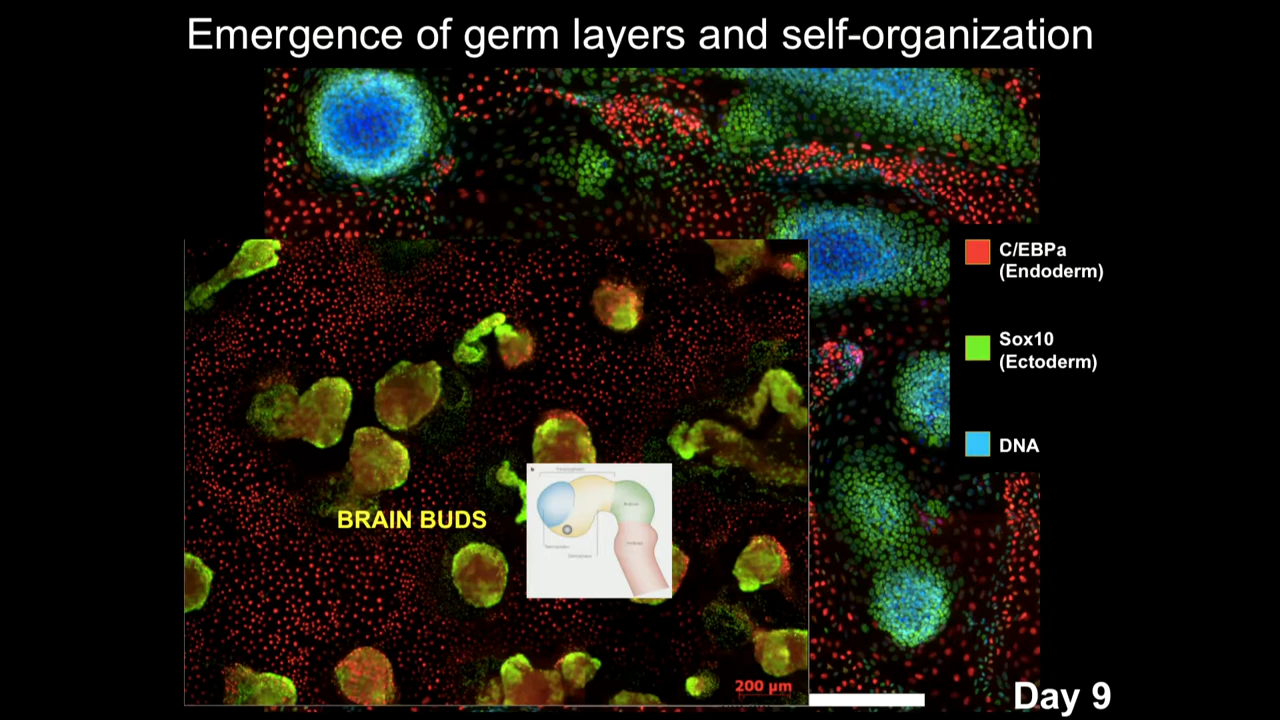 Emergence of germ layers and self-organization
C/EBPa
(Endoderm)
Sox10
(Ectoderm)
DNA
BRAIN BUDS
200 µm
Day 9